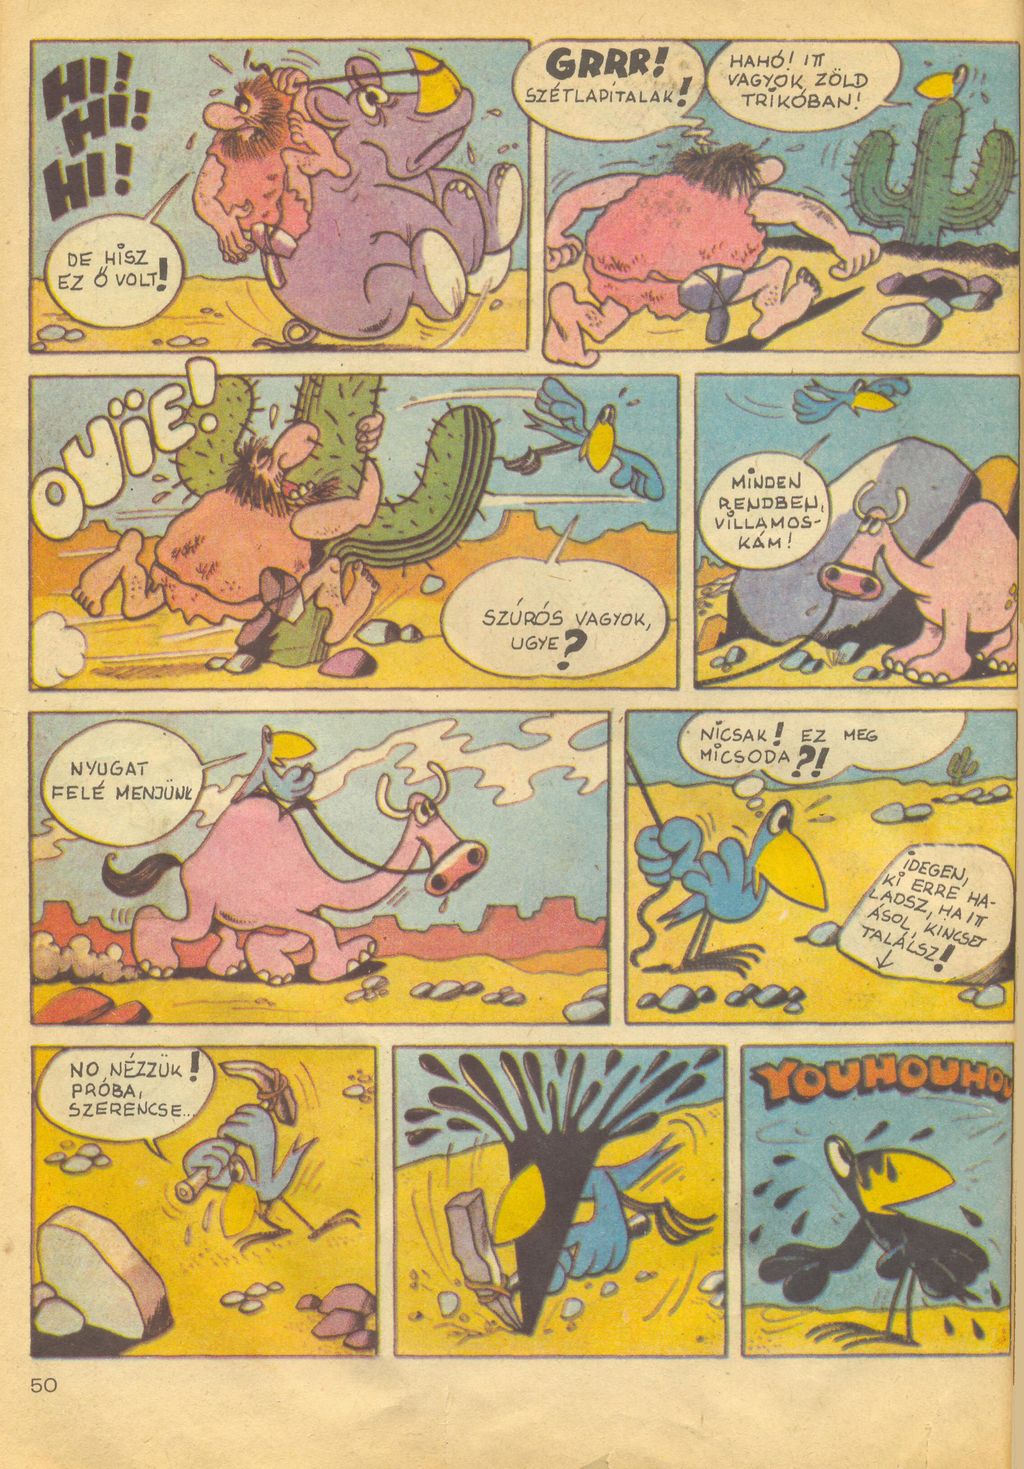 HI!
HI!
HI!
DE HISZ
EZ Ő VOLT!
GRRR!
SZÉTLAPÍTALAK!
HAHÓ! ITT
VAGYOK, ZÖLD
TRIKÓBAN!
OUÏE!
SZÚRÓS VAGYOK,
UGYE?
MINDEN
RENDBEN,
VILLAMOS-
KÁM!
NYUGAT
FELÉ MENJÜNK
NICSAK! EZ MEG
MICSODA?!
IDEGEN,
KI ERRE HA-
LADSZ, HA ITT
ÁSOL, KINCSET
TALÁLSZ!
NO NÉZZÜK!
PRÓBA,
SZERENCSE...
YOUHOUHOU
50